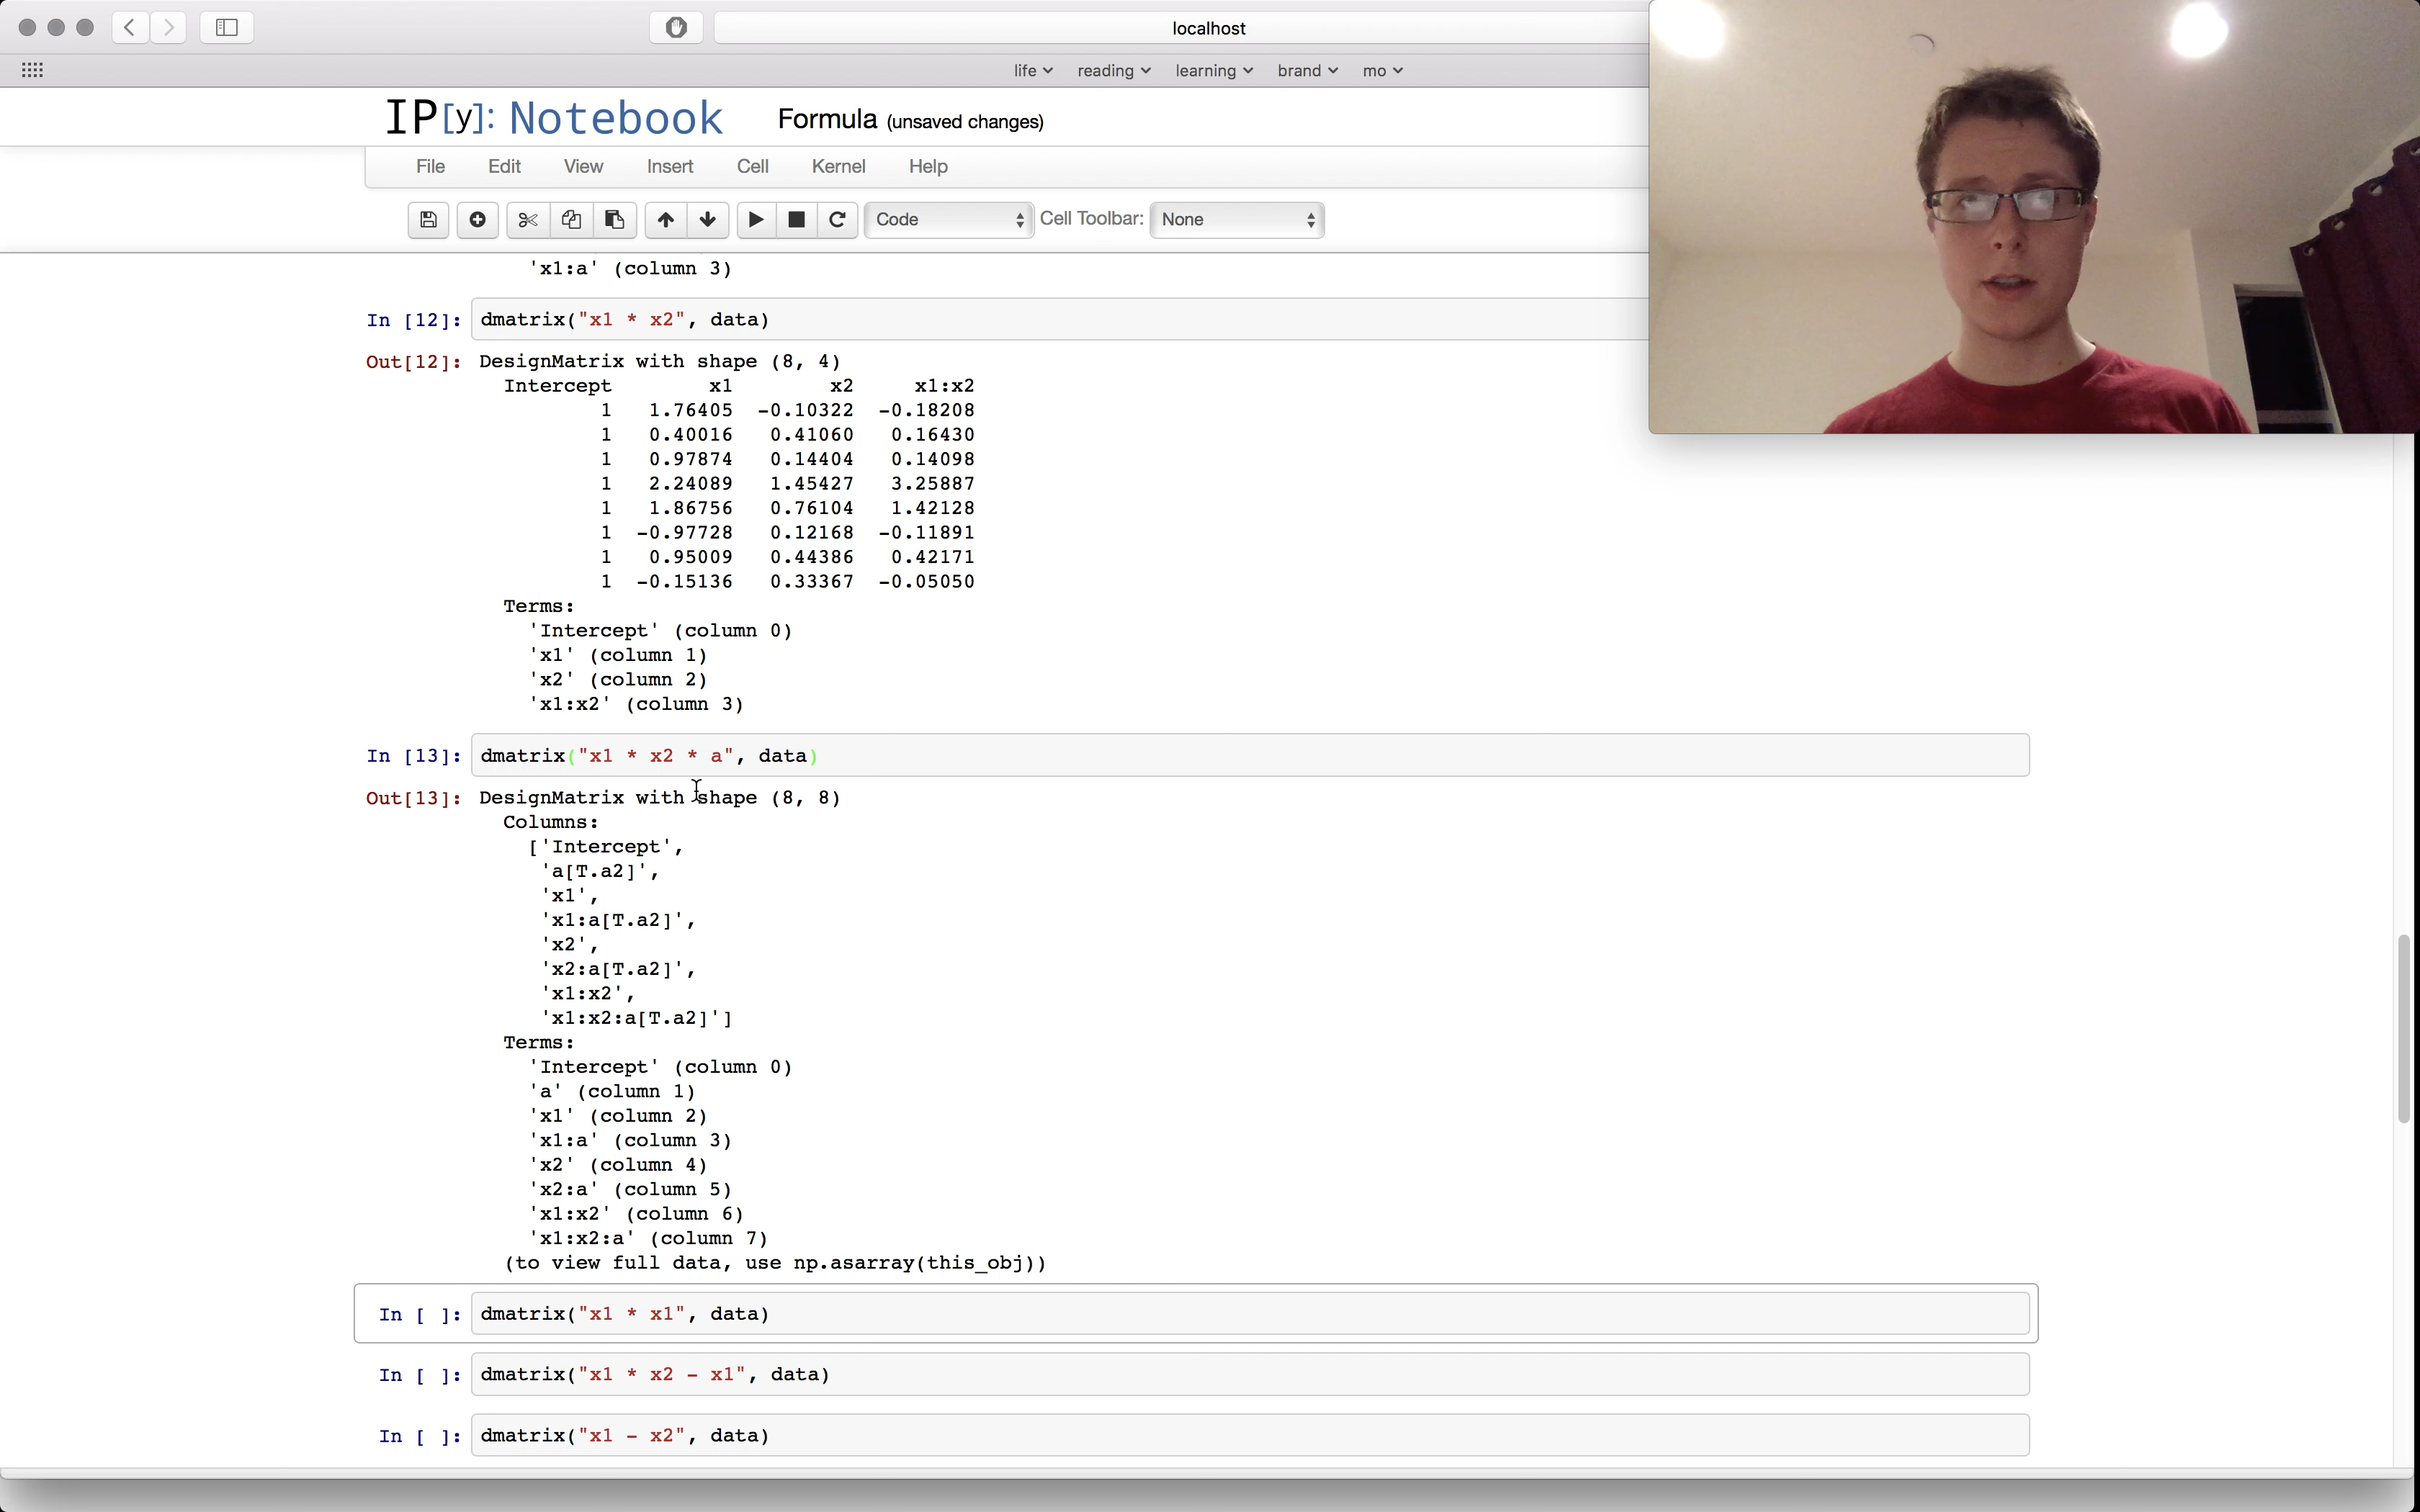 localhost
life reading learning brand mo
IP[y]: Notebook Formula (unsaved changes)
File Edit View Insert Cell Kernel Help
Code Cell Toolbar: None
'x1:a' (column 3)
In [12]: dmatrix("x1 * x2", data)
Out[12]: DesignMatrix with shape (8, 4)
Intercept x1 x2 x1:x2
1 1.76405 -0.10322 -0.18208
1 0.40016 0.41060 0.16430
1 0.97874 0.14404 0.14098
1 2.24089 1.45427 3.25887
1 1.86756 0.76104 1.42128
1 -0.97728 0.12168 -0.11891
1 0.95009 0.44386 0.42171
1 -0.15136 0.33367 -0.05050
Terms:
'Intercept' (column 0)
'x1' (column 1)
'x2' (column 2)
'x1:x2' (column 3)
In [13]: dmatrix("x1 * x2 * a", data)
Out[13]: DesignMatrix with shape (8, 8)
Columns:
['Intercept',
'a[T.a2]',
'x1',
'x1:a[T.a2]',
'x2',
'x2:a[T.a2]',
'x1:x2',
'x1:x2:a[T.a2]']
Terms:
'Intercept' (column 0)
'a' (column 1)
'x1' (column 2)
'x1:a' (column 3)
'x2' (column 4)
'x2:a' (column 5)
'x1:x2' (column 6)
'x1:x2:a' (column 7)
(to view full data, use np.asarray(this_obj))
In [ ]: dmatrix("x1 * x1", data)
In [ ]: dmatrix("x1 * x2 - x1", data)
In [ ]: dmatrix("x1 - x2", data)